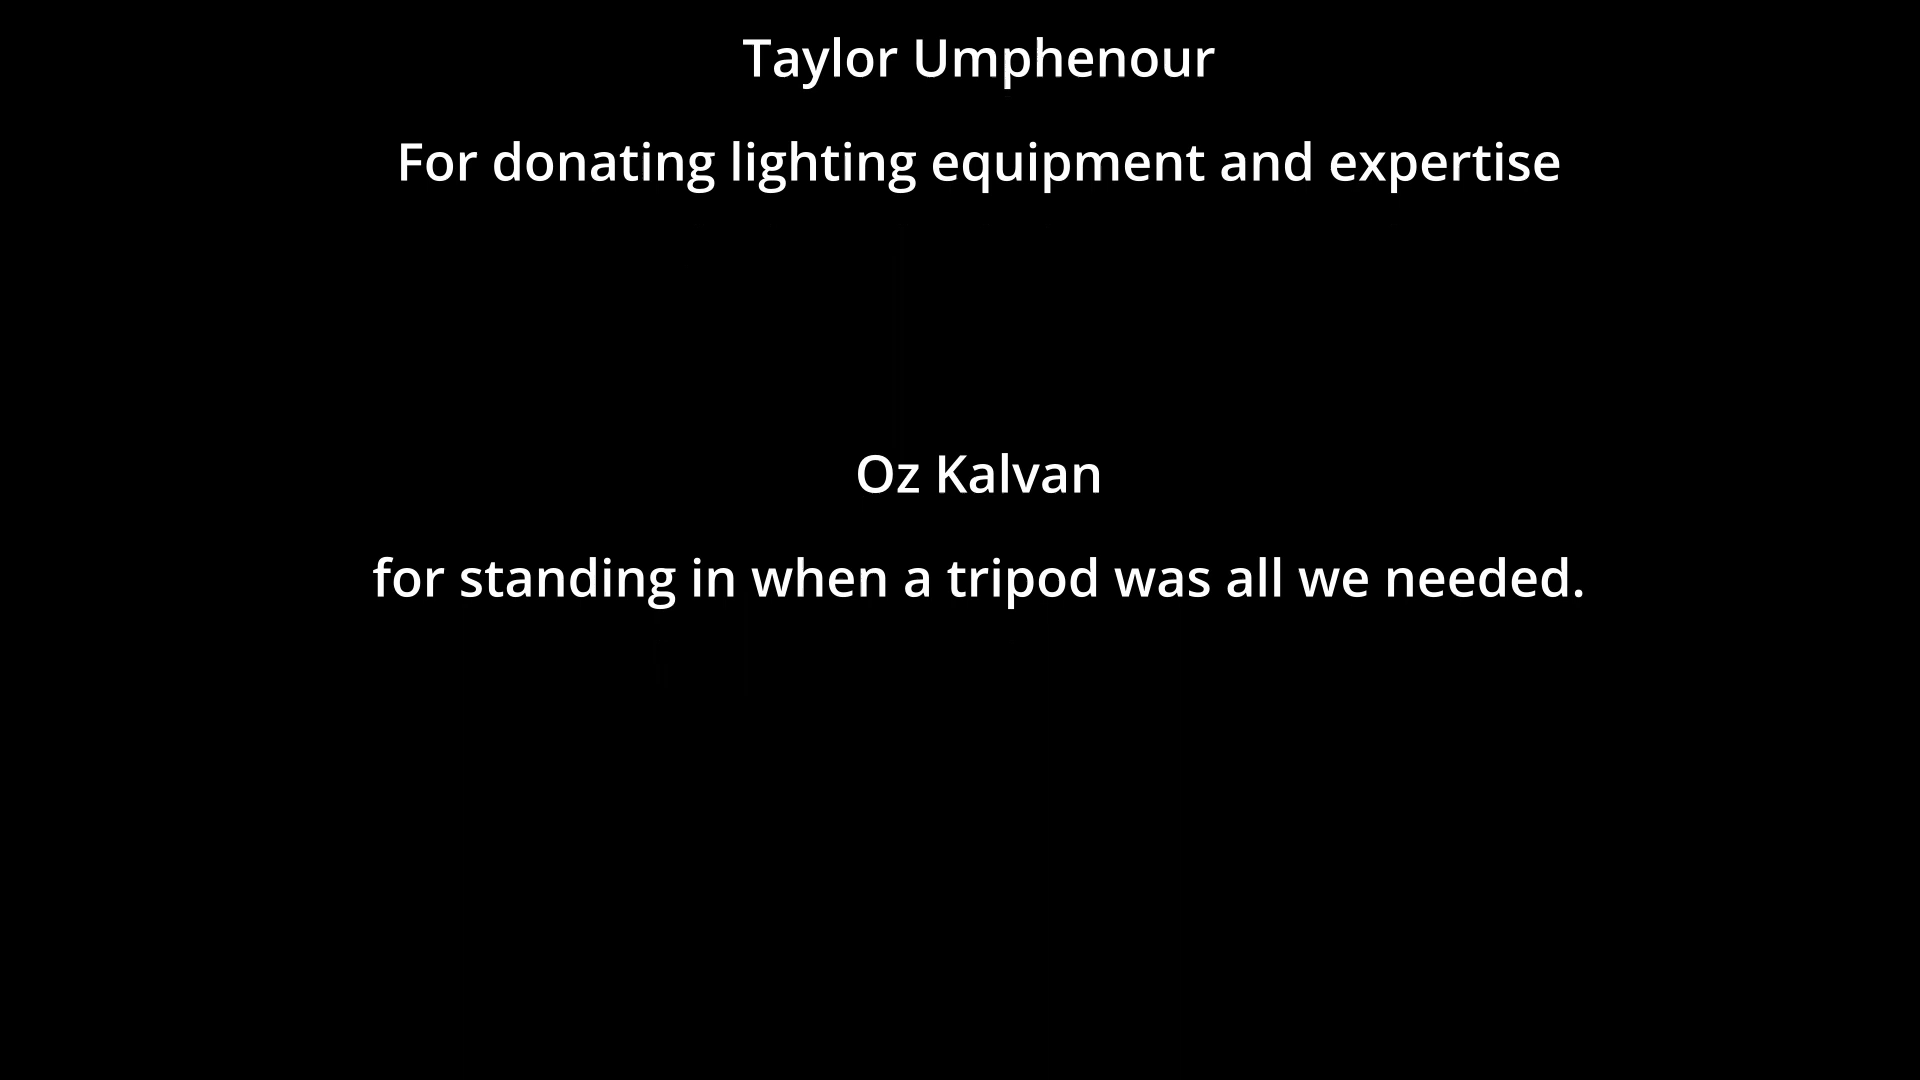 Taylor Umphenour
For donating lighting equipment and expertise
Oz Kalvan
for standing in when a tripod was all we needed.